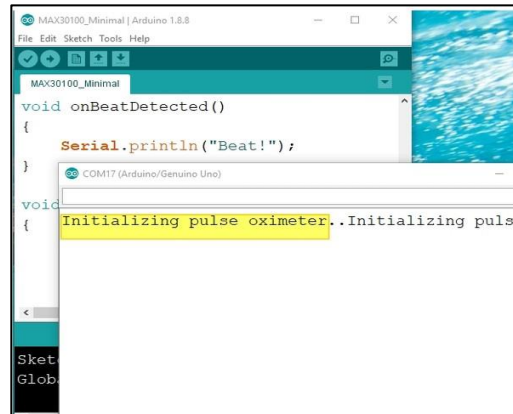 MAX30100_Minimal | Arduino 1.8.8
File Edit Sketch Tools Help
MAX30100_Minimal
void onBeatDetected()
{
Serial.println("Beat!");
}
COM17 (Arduino/Genuino Uno)
void
{
Initializing pulse oximeter..Initializing puls
Sket
Glob